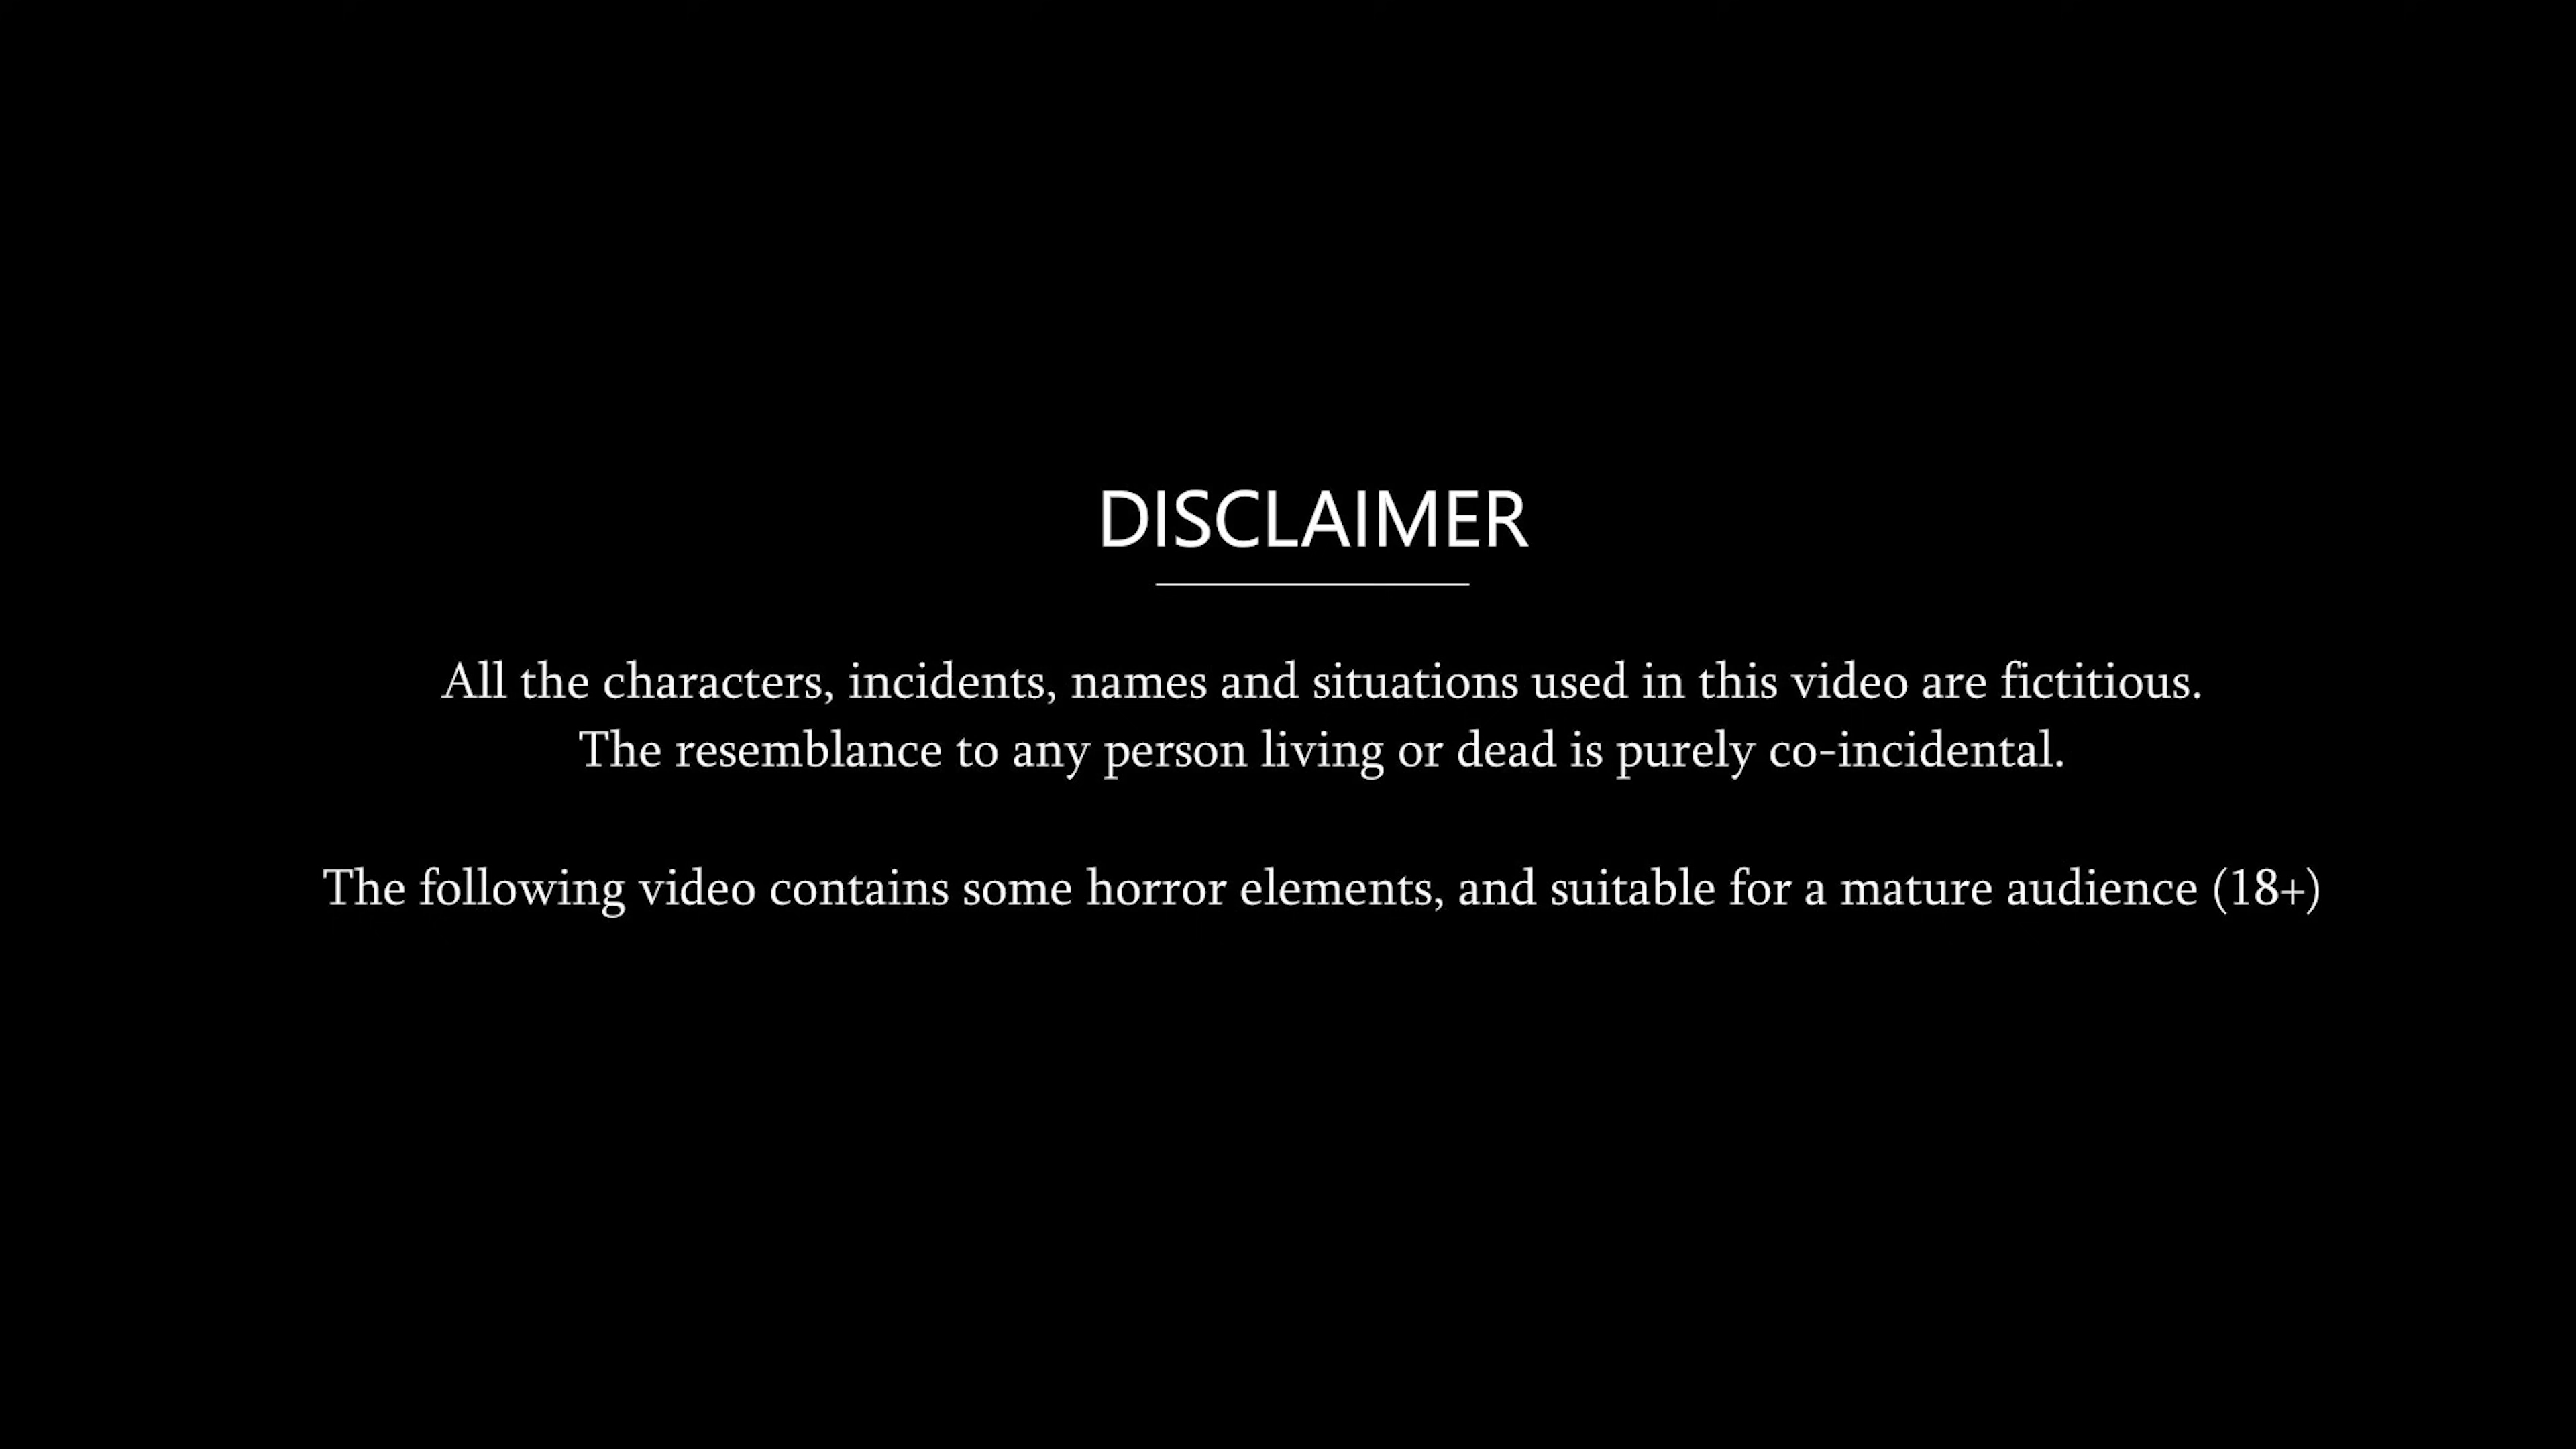 DISCLAIMER
All the characters, incidents, names and situations used in this video are fictitious.
The resemblance to any person living or dead is purely co-incidental.
The following video contains some horror elements, and suitable for a mature audience (18+)